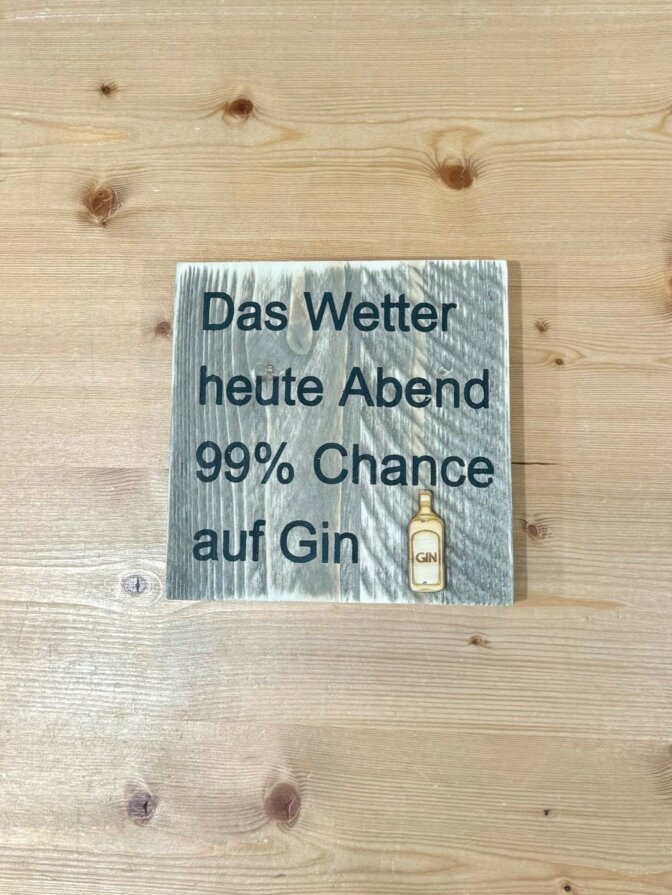 Das Wetter
heute Abend
99% Chance
auf Gin
GIN